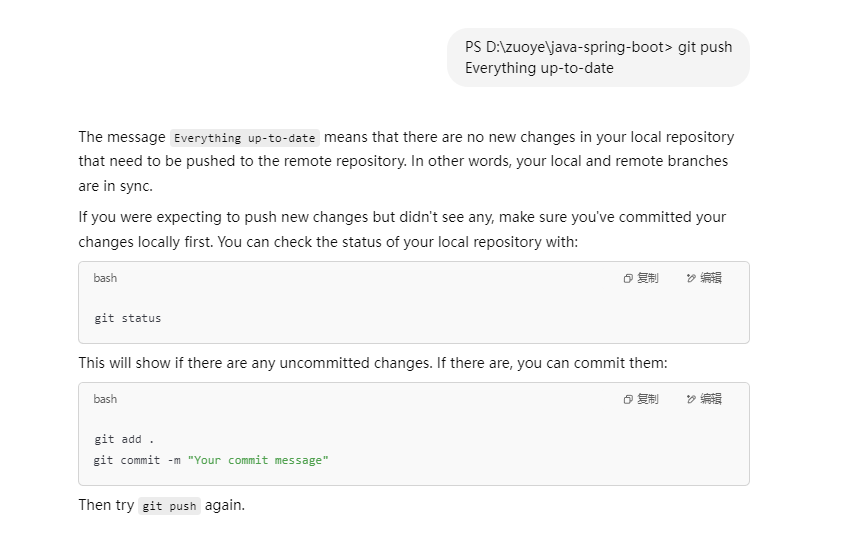 PS D:\zuoye\java-spring-boot> git push
Everything up-to-date
The message Everything up-to-date means that there are no new changes in your local repository
that need to be pushed to the remote repository. In other words, your local and remote branches
are in sync.
If you were expecting to push new changes but didn't see any, make sure you've committed your
changes locally first. You can check the status of your local repository with:
bash 复制 编辑
git status
This will show if there are any uncommitted changes. If there are, you can commit them:
bash 复制 编辑
git add .
git commit -m "Your commit message"
Then try git push again.